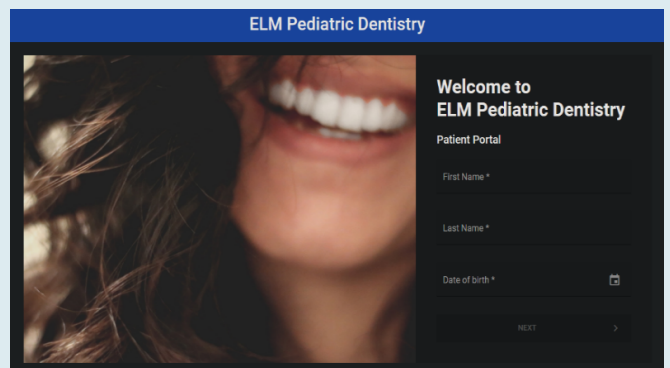 ELM Pediatric Dentistry
Welcome to
ELM Pediatric Dentistry
Patient Portal
First Name *
Last Name *
Date of birth *
NEXT